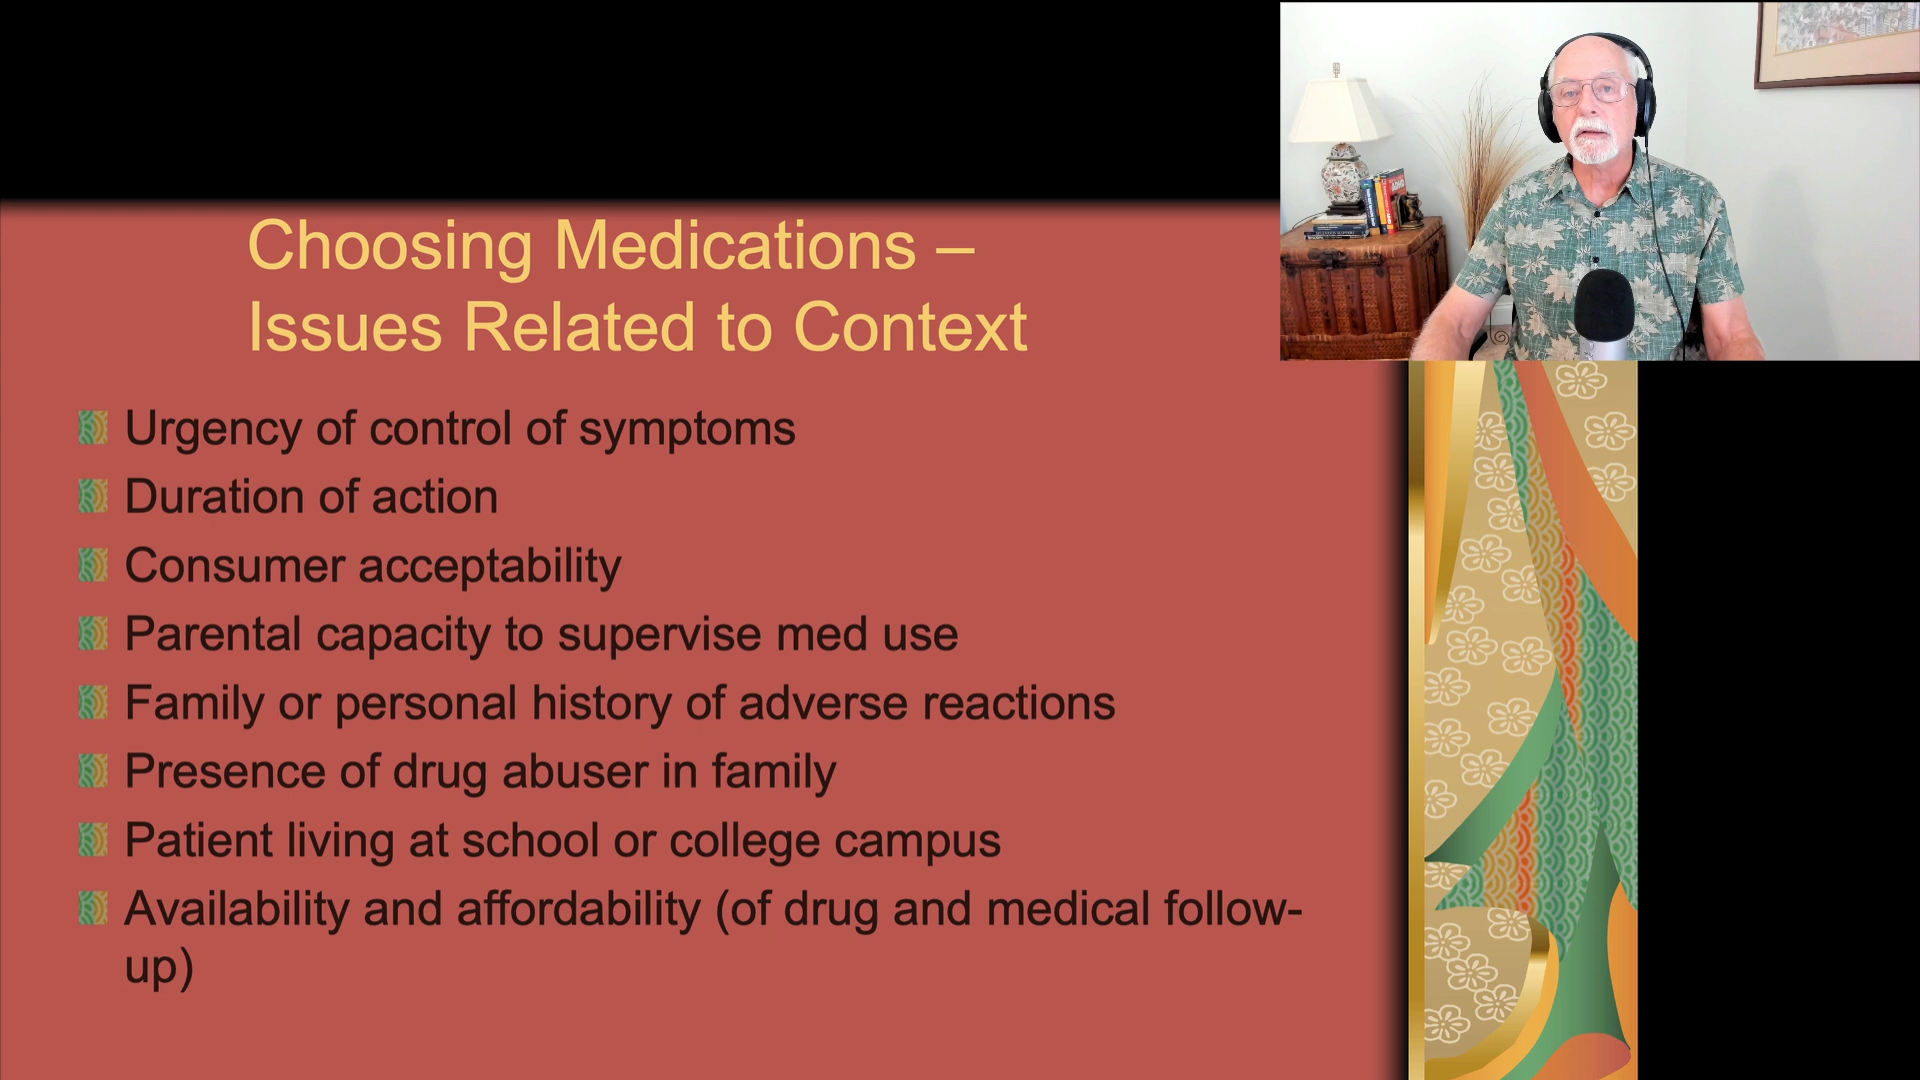 Choosing Medications –
Issues Related to Context
Urgency of control of symptoms
Duration of action
Consumer acceptability
Parental capacity to supervise med use
Family or personal history of adverse reactions
Presence of drug abuser in family
Patient living at school or college campus
Availability and affordability (of drug and medical follow-
up)